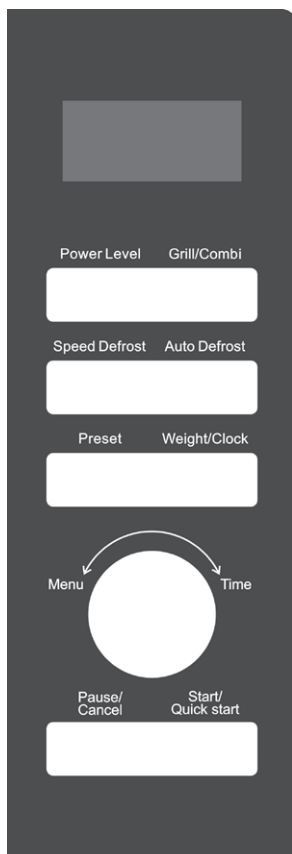 Power Level Grill/Combi
Speed Defrost Auto Defrost
Preset Weight/Clock
Menu Time
Pause/
Cancel
Start/
Quick start